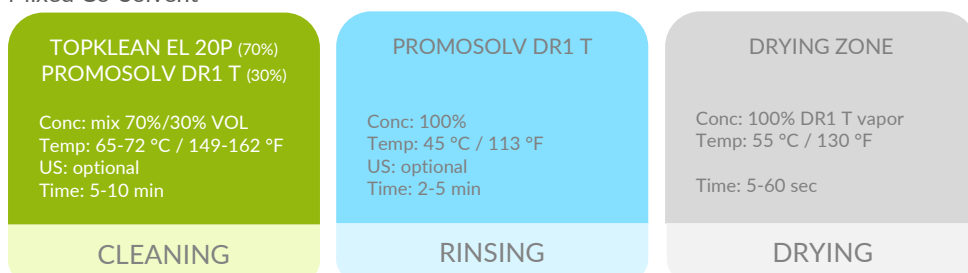 Mixed Co-Solvent
TOPKLEAN EL 20P (70%)
PROMOSOLV DR1 T (30%)
Conc: mix 70%/30% VOL
Temp: 65-72 °C / 149-162 °F
US: optional
Time: 5-10 min
CLEANING
PROMOSOLV DR1 T
Conc: 100%
Temp: 45 °C / 113 °F
US: optional
Time: 2-5 min
RINSING
DRYING ZONE
Conc: 100% DR1 T vapor
Temp: 55 °C / 130 °F
Time: 5-60 sec
DRYING